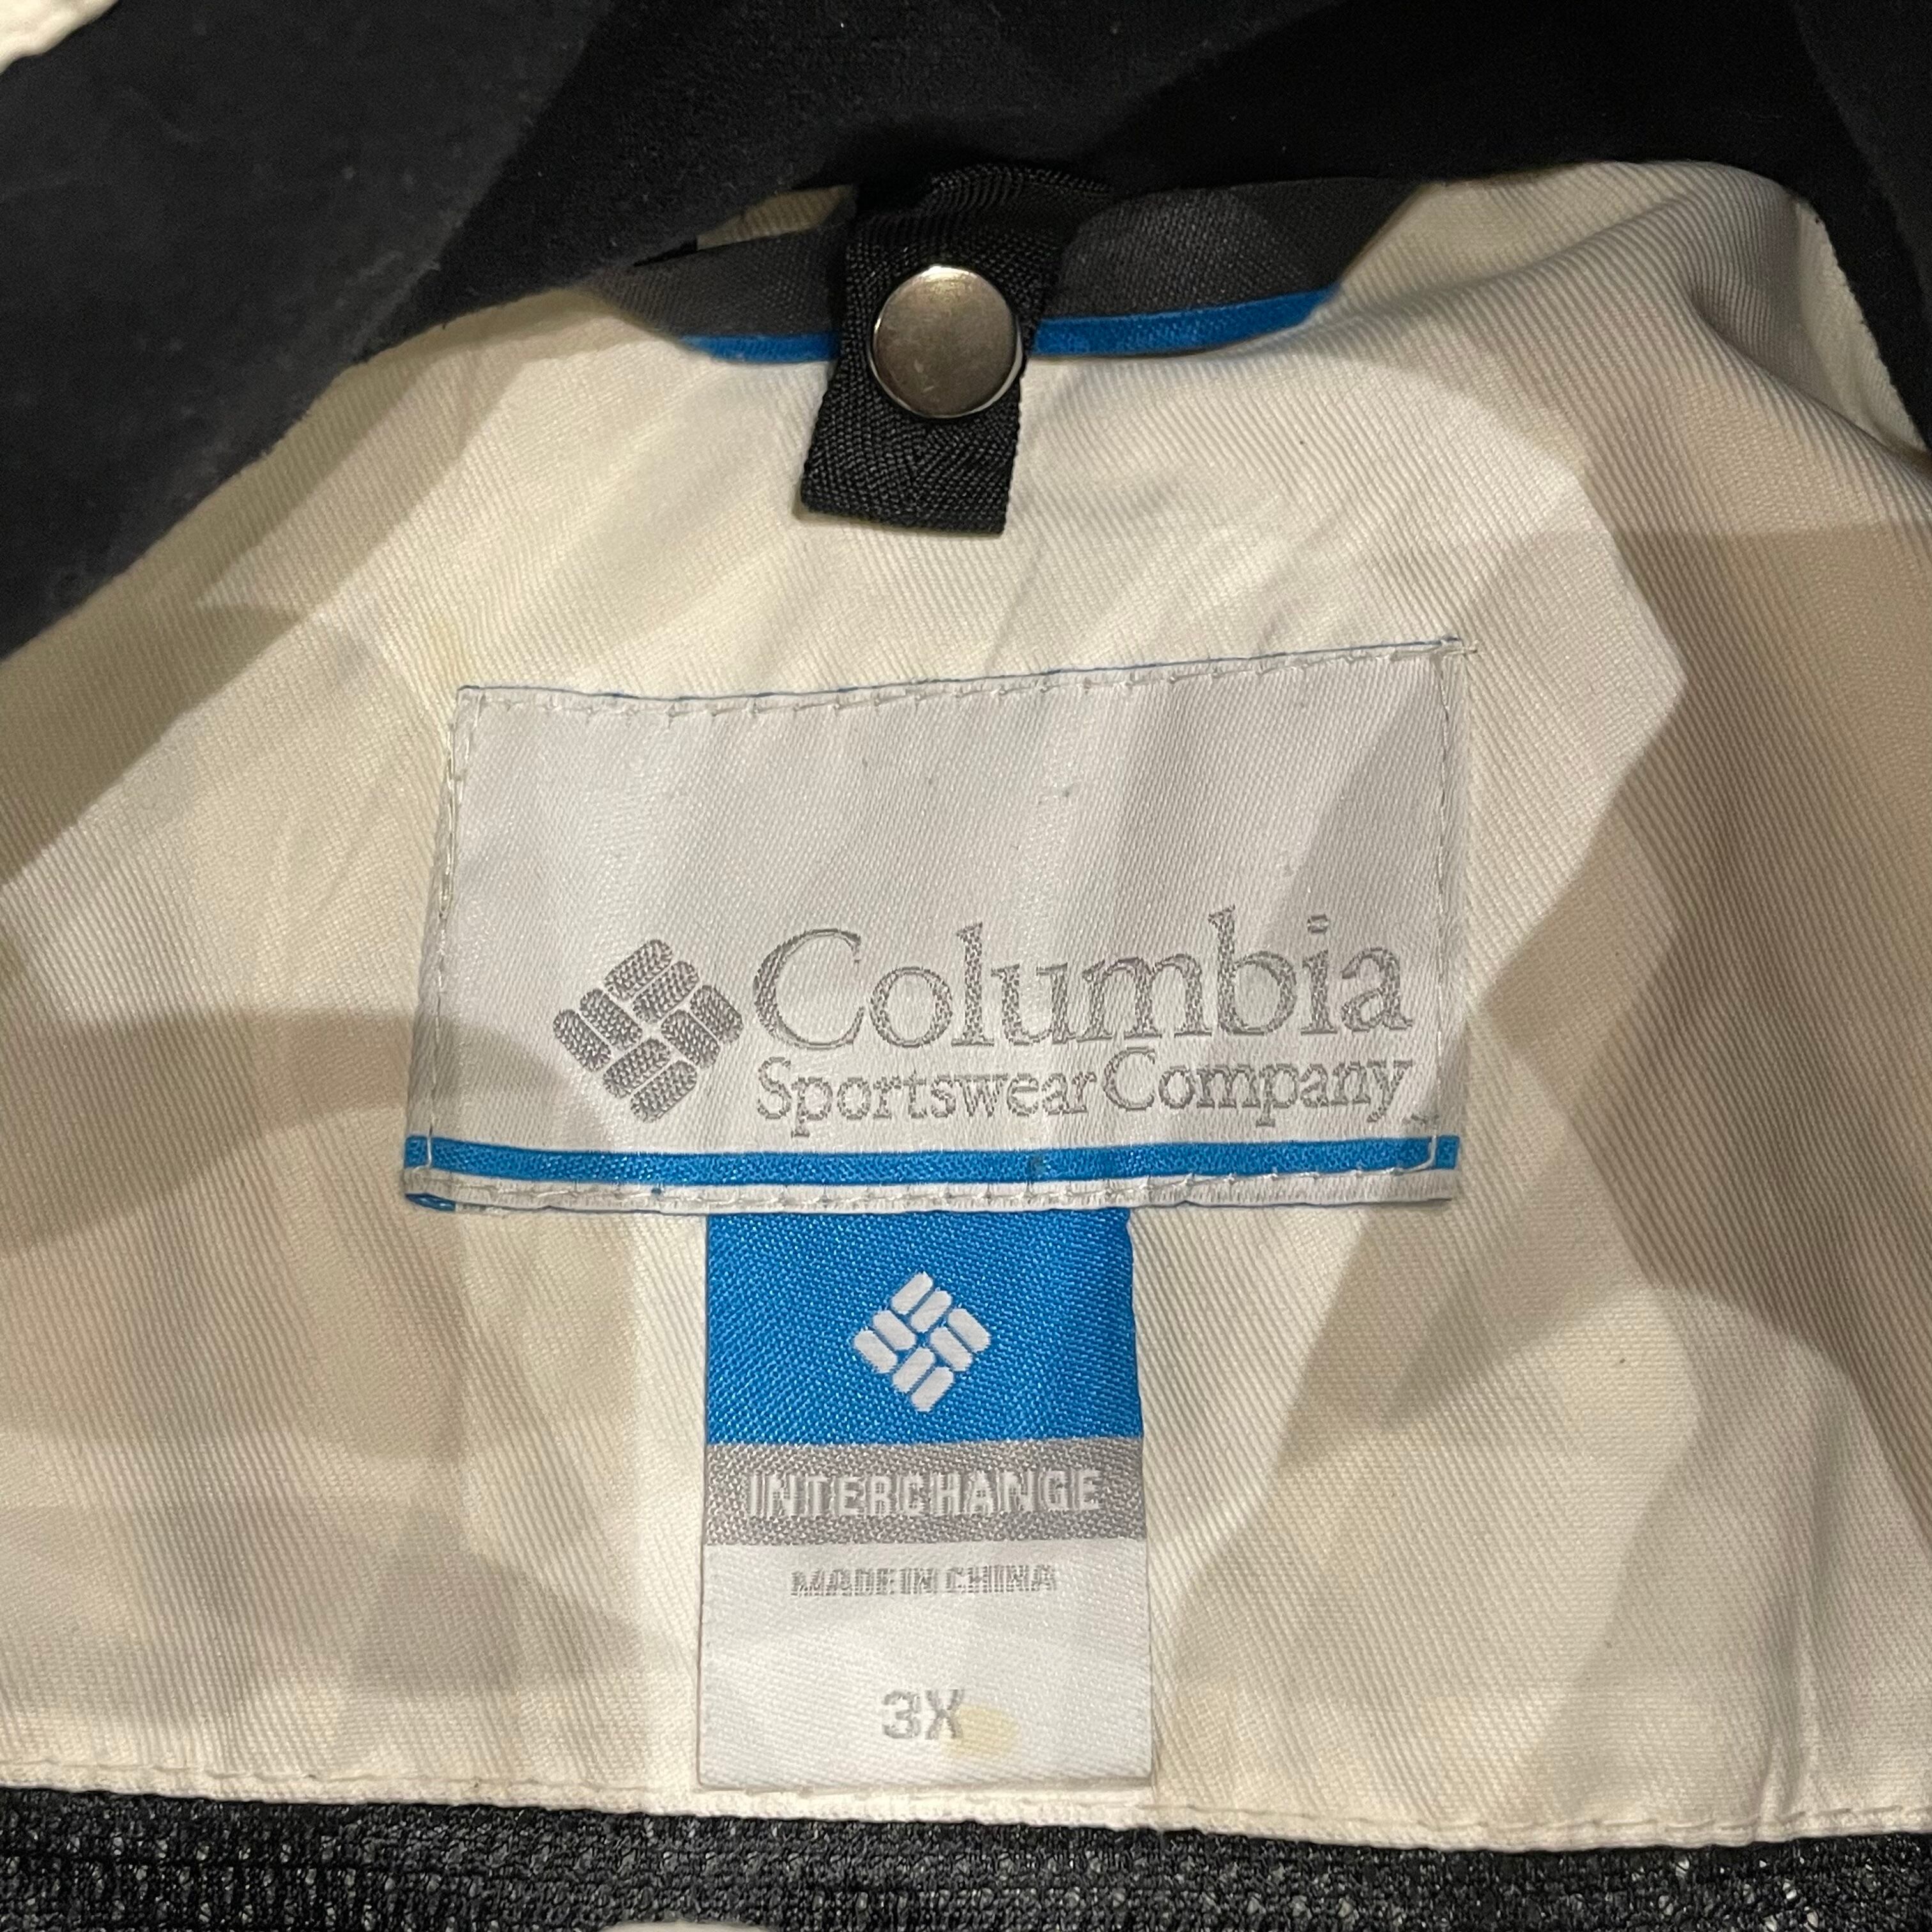 Columbia
Sportswear Company
INTERCHANGE
MADE IN CHINA
3X